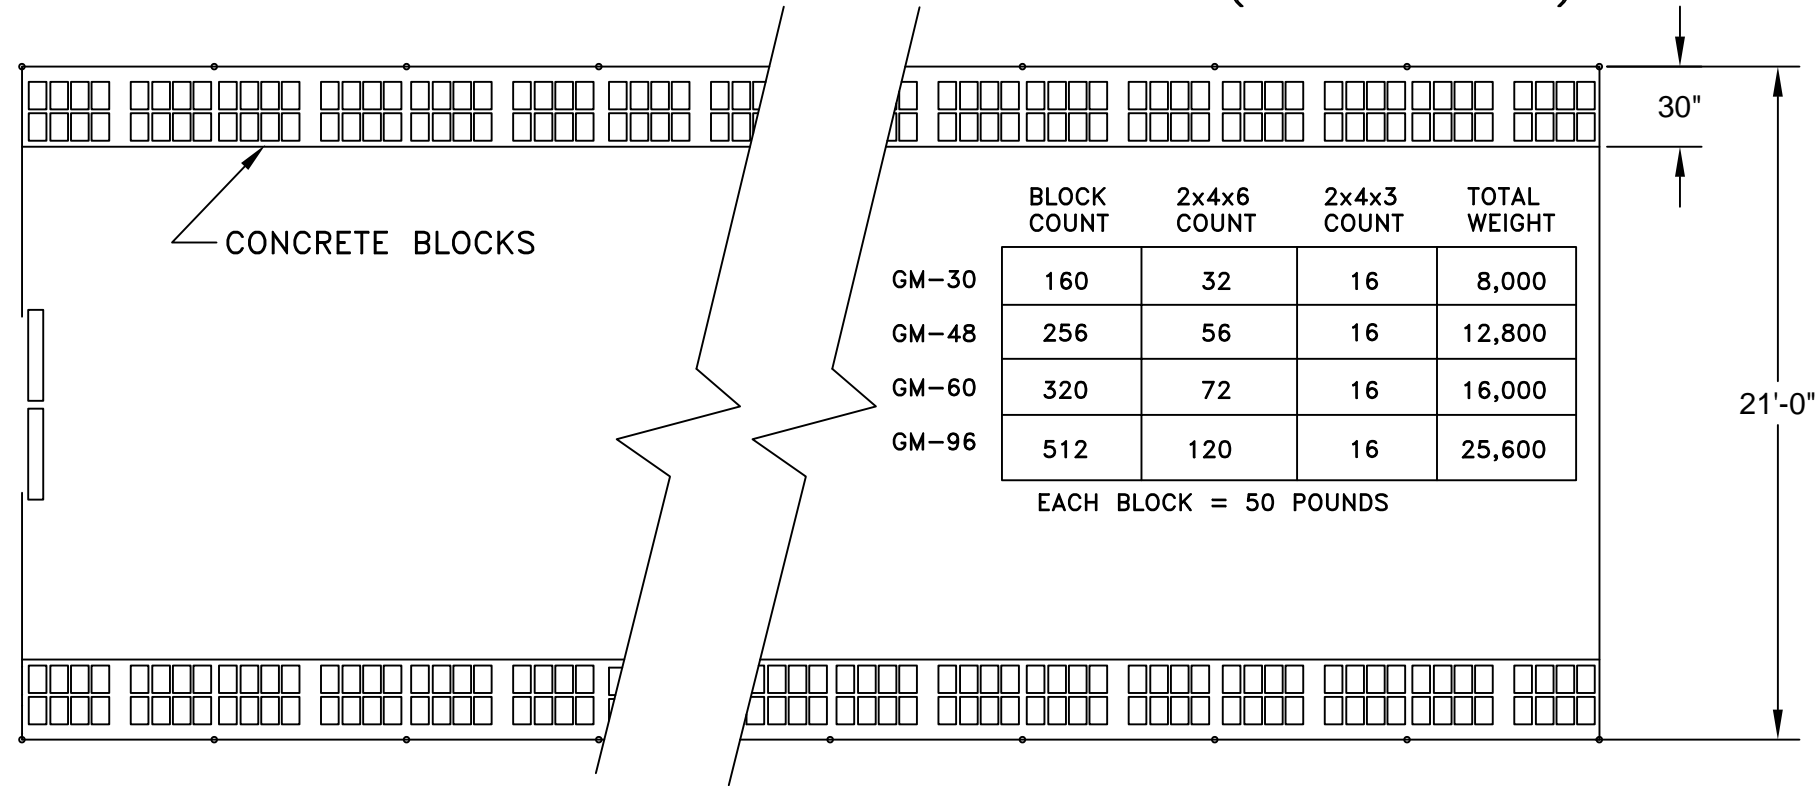 30"
BLOCK COUNT 2x4x6 COUNT 2x4x3 COUNT TOTAL WEIGHT
CONCRETE BLOCKS
GM-30 160 32 16 8,000
GM-48 256 56 16 12,800
GM-60 320 72 16 16,000
21'-0"
GM-96 512 120 16 25,600
EACH BLOCK = 50 POUNDS